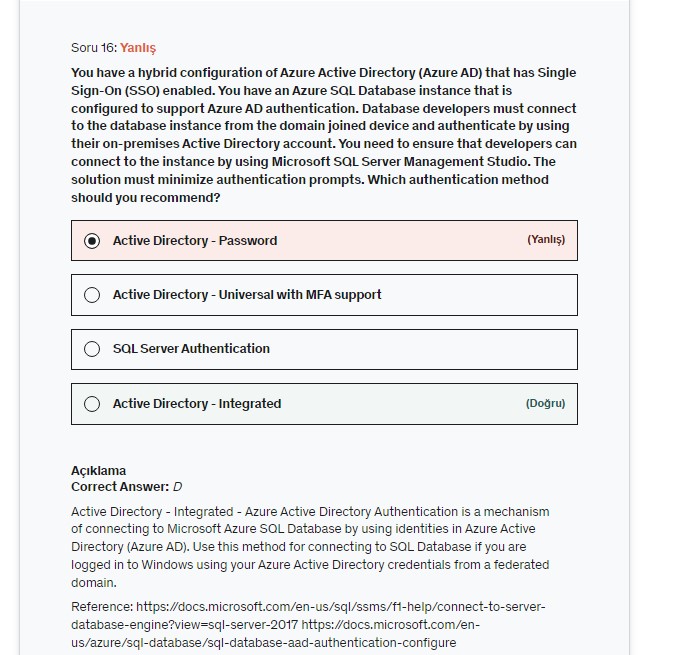 Soru 16: Yanlış
You have a hybrid configuration of Azure Active Directory (Azure AD) that has Single
Sign-On (SSO) enabled. You have an Azure SQL Database instance that is
configured to support Azure AD authentication. Database developers must connect
to the database instance from the domain joined device and authenticate by using
their on-premises Active Directory account. You need to ensure that developers can
connect to the instance by using Microsoft SQL Server Management Studio. The
solution must minimize authentication prompts. Which authentication method
should you recommend?
Active Directory - Password (Yanlış)
Active Directory - Universal with MFA support
SQL Server Authentication
Active Directory - Integrated (Doğru)
Açıklama
Correct Answer: D
Active Directory - Integrated - Azure Active Directory Authentication is a mechanism
of connecting to Microsoft Azure SQL Database by using identities in Azure Active
Directory (Azure AD). Use this method for connecting to SQL Database if you are
logged in to Windows using your Azure Active Directory credentials from a federated
domain.
Reference: https://docs.microsoft.com/en-us/sql/ssms/f1-help/connect-to-server-
database-engine?view=sql-server-2017 https://docs.microsoft.com/en-
us/azure/sql-database/sql-database-aad-authentication-configure